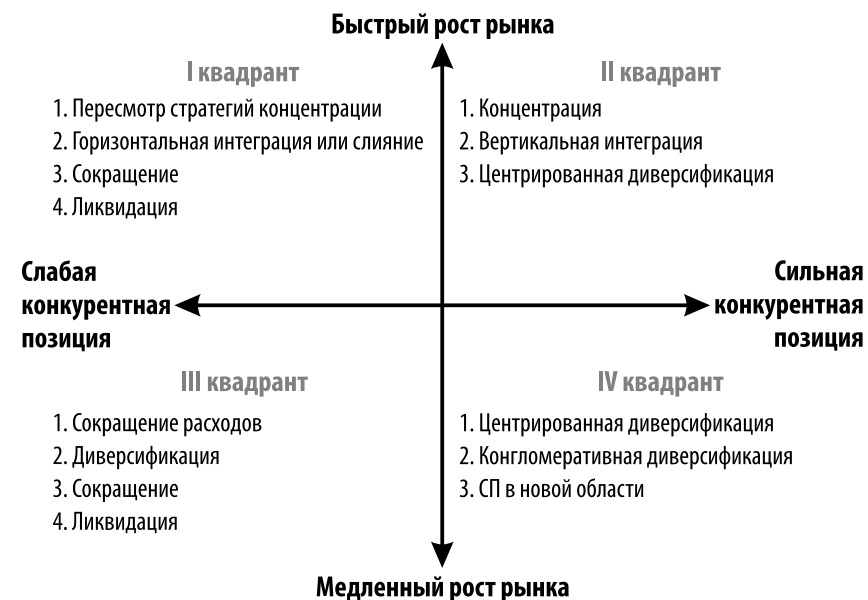 Быстрый рост рынка
I квадрант
1. Пересмотр стратегий концентрации
2. Горизонтальная интеграция или слияние
3. Сокращение
4. Ликвидация
II квадрант
1. Концентрация
2. Вертикальная интеграция
3. Центрированная диверсификация
Слабая
конкурентная
позиция
Сильная
конкурентная
позиция
III квадрант
1. Сокращение расходов
2. Диверсификация
3. Сокращение
4. Ликвидация
IV квадрант
1. Центрированная диверсификация
2. Конгломеративная диверсификация
3. СП в новой области
Медленный рост рынка